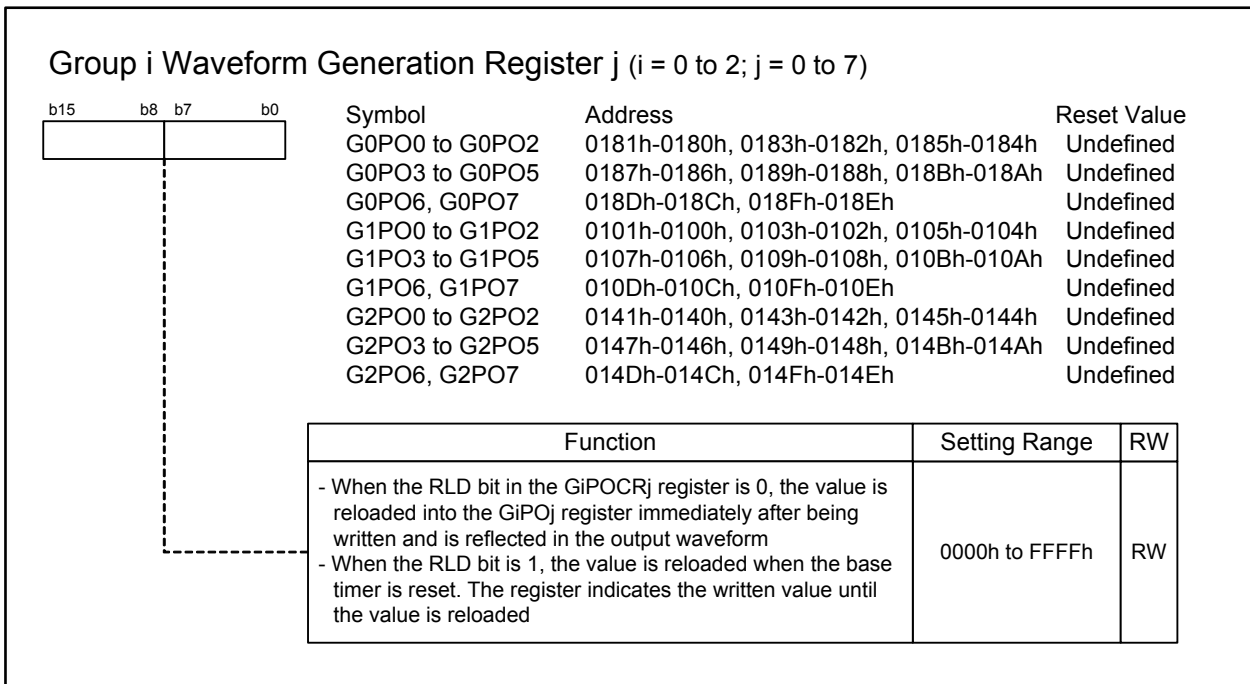 Group i Waveform Generation Register j (i = 0 to 2; j = 0 to 7)
b15 b8 b7 b0
Symbol Address Reset Value
G0PO0 to G0PO2 0181h-0180h, 0183h-0182h, 0185h-0184h Undefined
G0PO3 to G0PO5 0187h-0186h, 0189h-0188h, 018Bh-018Ah Undefined
G0PO6, G0PO7 018Dh-018Ch, 018Fh-018Eh Undefined
G1PO0 to G1PO2 0101h-0100h, 0103h-0102h, 0105h-0104h Undefined
G1PO3 to G1PO5 0107h-0106h, 0109h-0108h, 010Bh-010Ah Undefined
G1PO6, G1PO7 010Dh-010Ch, 010Fh-010Eh Undefined
G2PO0 to G2PO2 0141h-0140h, 0143h-0142h, 0145h-0144h Undefined
G2PO3 to G2PO5 0147h-0146h, 0149h-0148h, 014Bh-014Ah Undefined
G2PO6, G2PO7 014Dh-014Ch, 014Fh-014Eh Undefined
Function Setting Range RW
- When the RLD bit in the GiPOCRj register is 0, the value is
reloaded into the GiPOj register immediately after being
written and is reflected in the output waveform
- When the RLD bit is 1, the value is reloaded when the base
timer is reset. The register indicates the written value until
the value is reloaded
0000h to FFFFh RW